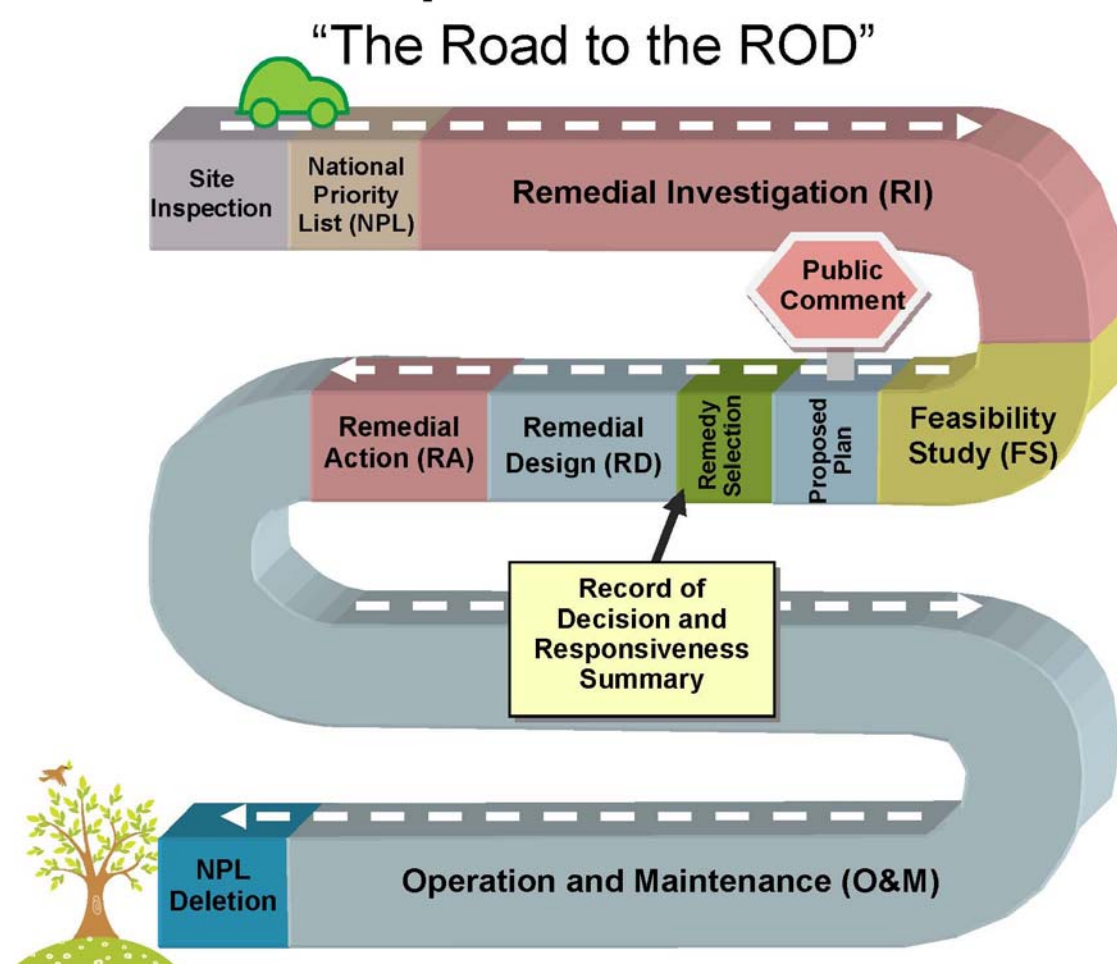 “The Road to the ROD”
Site
Inspection
National
Priority
List (NPL)
Remedial Investigation (RI)
Public
Comment
Feasibility
Study (FS)
Proposed
Plan
Remedy
Selection
Remedial
Design (RD)
Remedial
Action (RA)
Record of
Decision and
Responsiveness
Summary
Operation and Maintenance (O&M)
NPL
Deletion